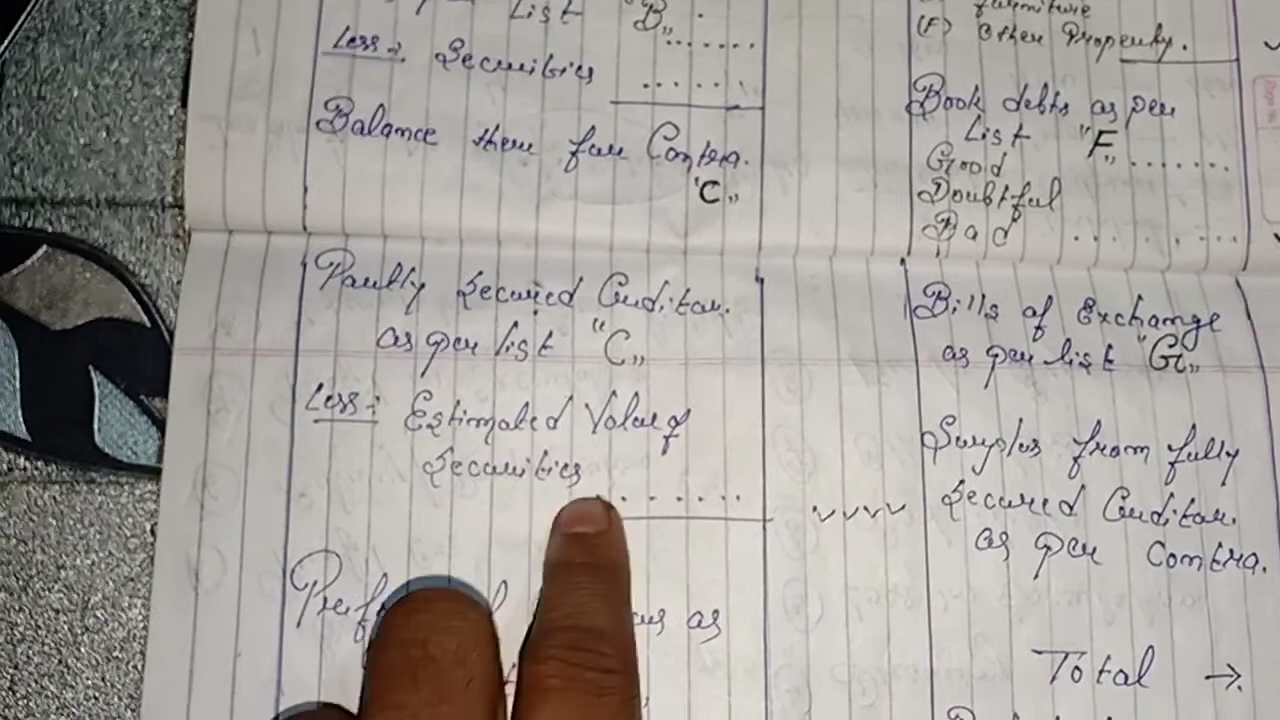 List "B„.......
Less:- Securities .......
Balance there fore Contra.
"C„
Partly Secured Creditor.
as per list "C„
Less:- Estimated Value of
Securities .......
as
furniture
(F) Other Property.
Book debts as per
List "F„.......
Good
Doubtful
Bad .......
Bills of Exchange
as per list "G„
Surplus from fully
Secured Creditor.
as per Contra.
Total →